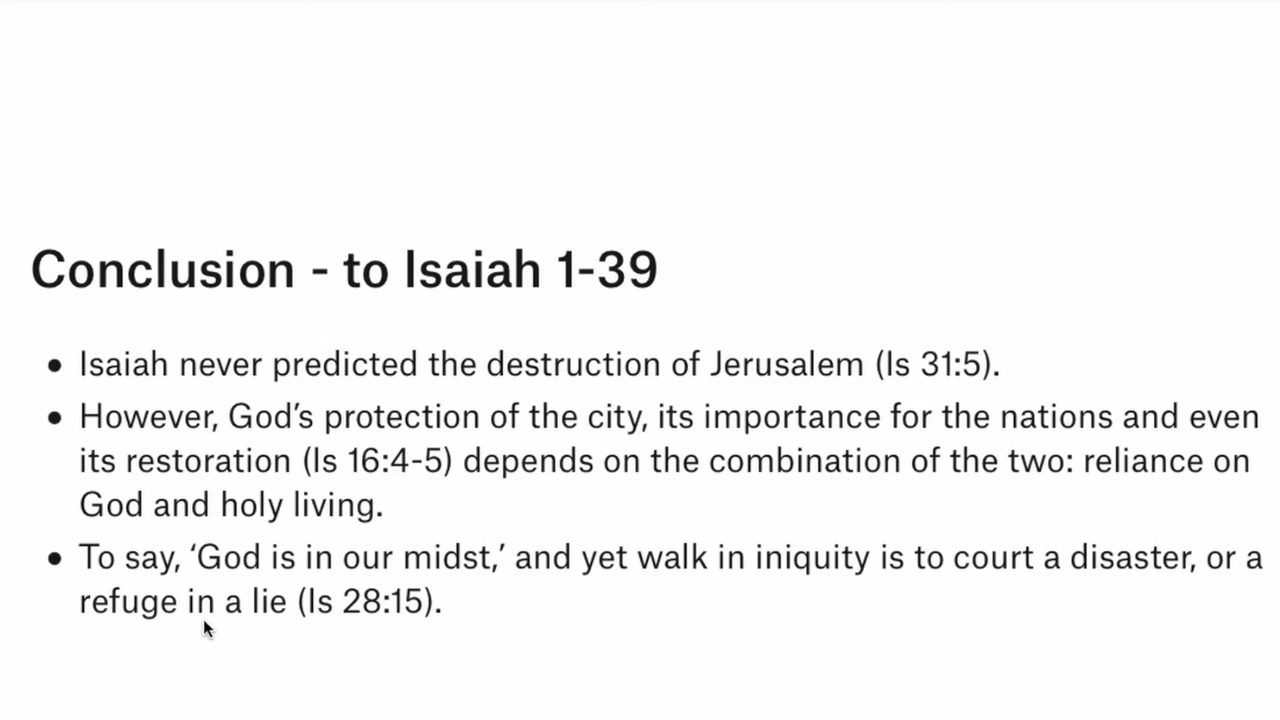 Conclusion - to Isaiah 1-39
• Isaiah never predicted the destruction of Jerusalem (Is 31:5).
• However, God’s protection of the city, its importance for the nations and even
its restoration (Is 16:4-5) depends on the combination of the two: reliance on
God and holy living.
• To say, ‘God is in our midst,’ and yet walk in iniquity is to court a disaster, or a
refuge in a lie (Is 28:15).